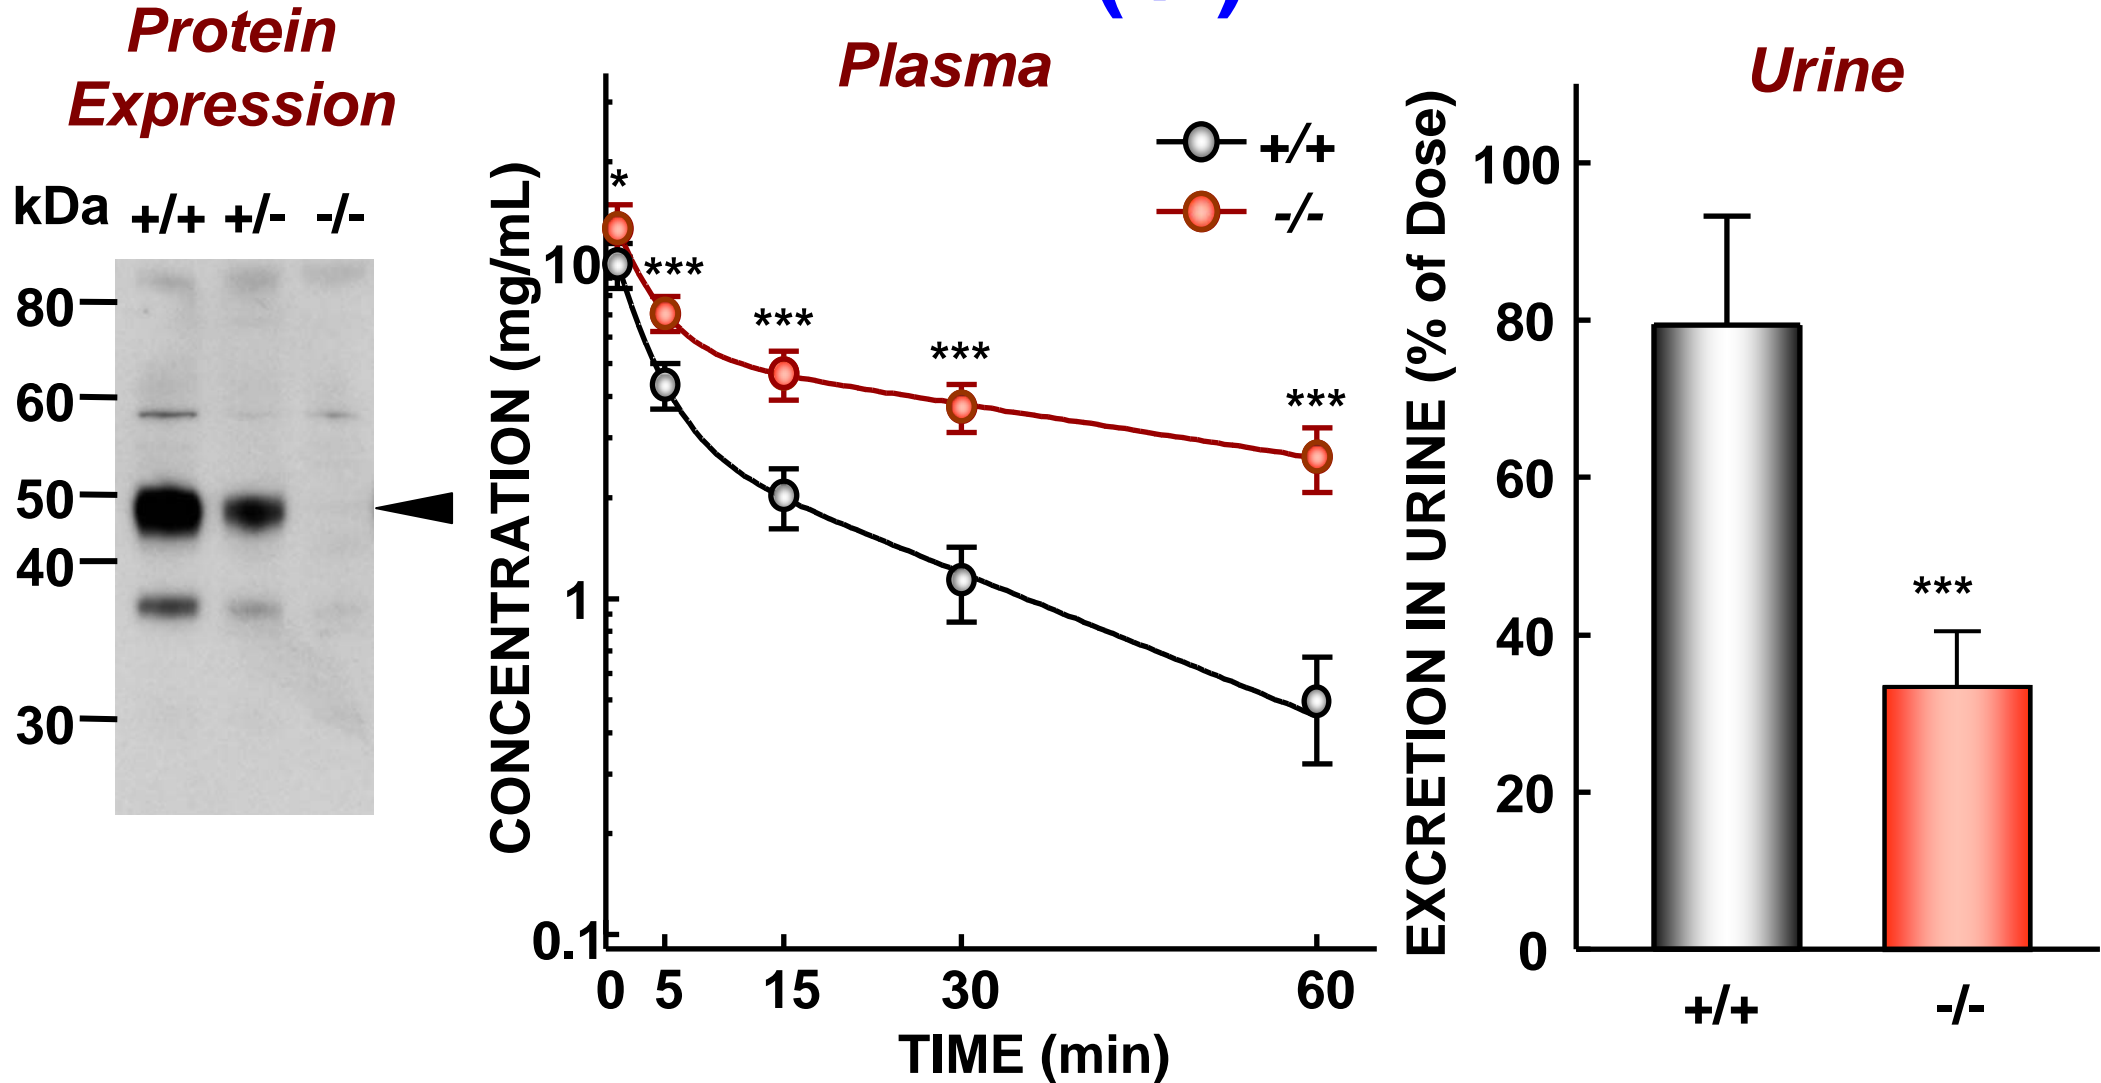 Protein
Expression
kDa +/+ +/- -/-
80
60
50
40
30
Plasma
+/+
-/-
CONCENTRATION (mg/mL)
10
1
0.1
*
***
***
***
***
0 5 15 30 60
TIME (min)
Urine
EXCRETION IN URINE (% of Dose)
100
80
60
40
20
0
***
+/+ -/-